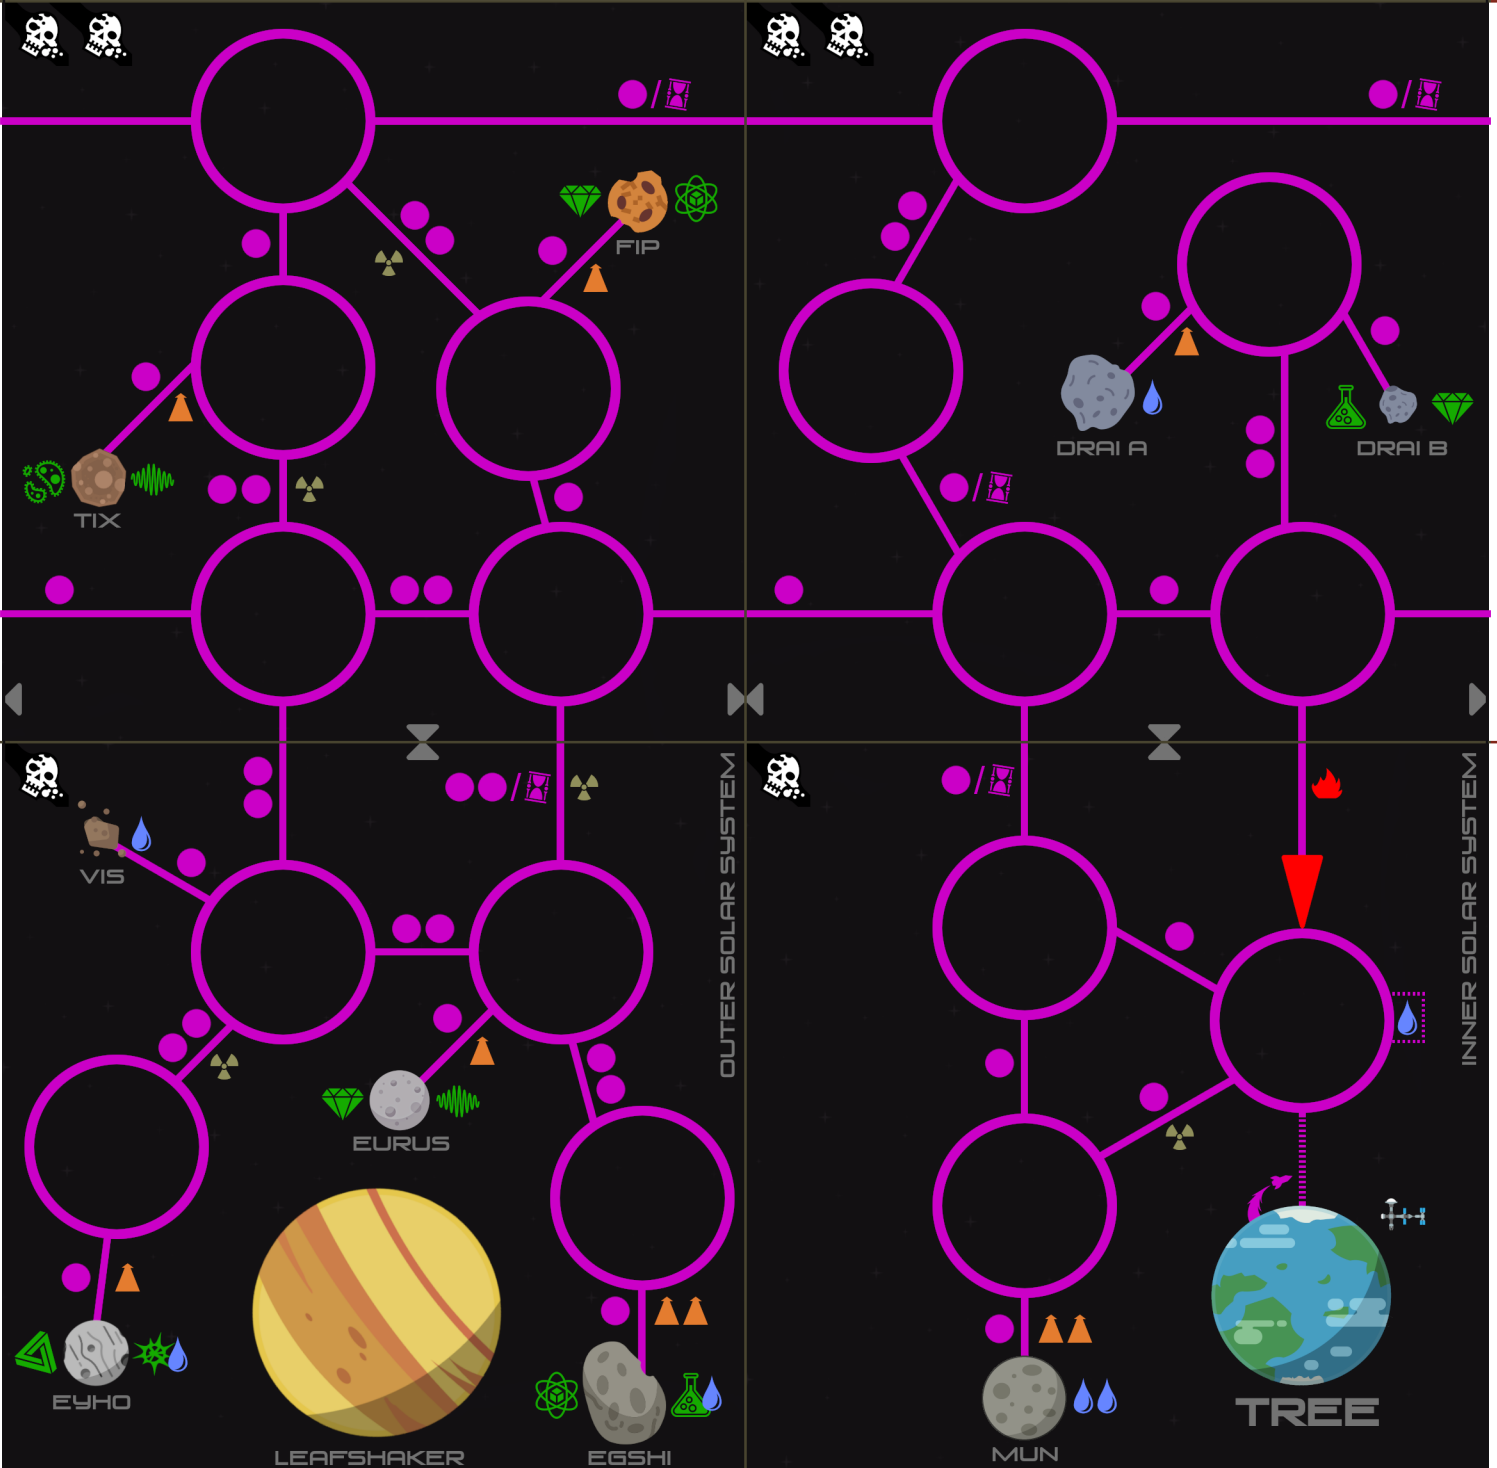 /
/
FIP
DRAI A
DRAI B
TIX
/
/
/
VIS
OUTER SOLAR SYSTEM
INNER SOLAR SYSTEM
EURUS
EYHO
LEAFSHAKER
EGSHI
MUN
TREE